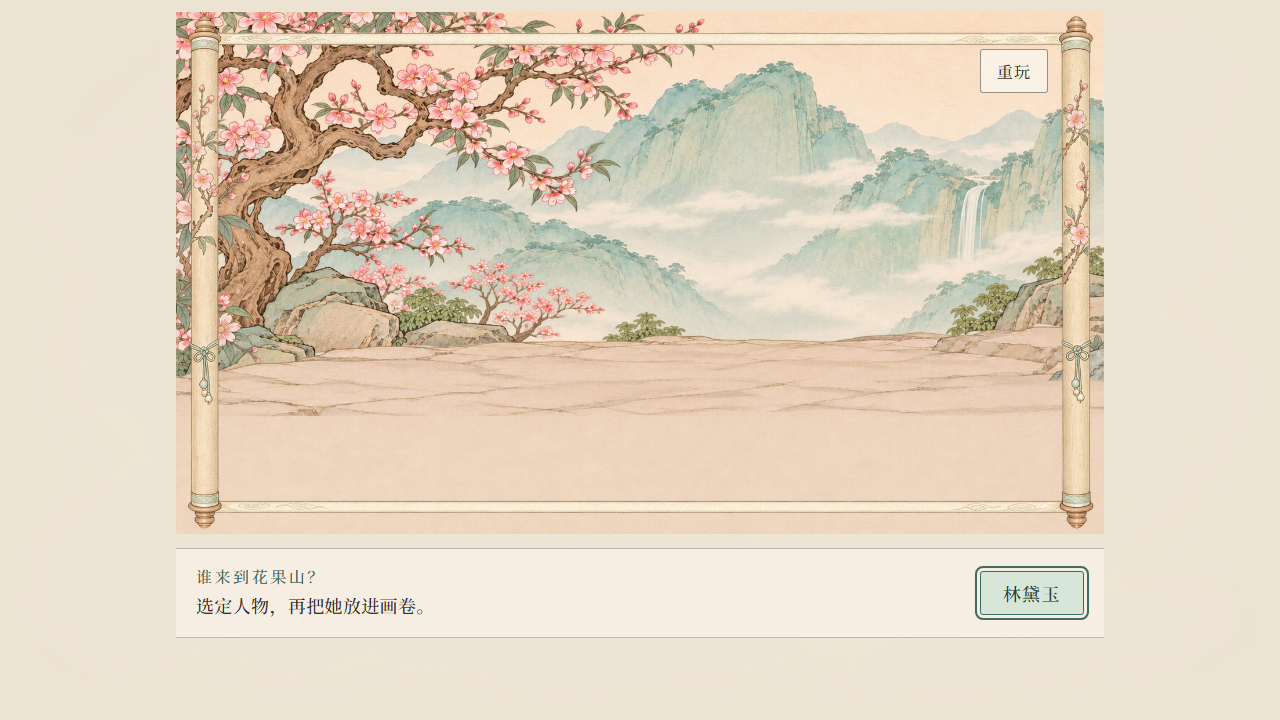 重玩
谁来到花果山？
选定人物，再把她放进画卷。
林黛玉